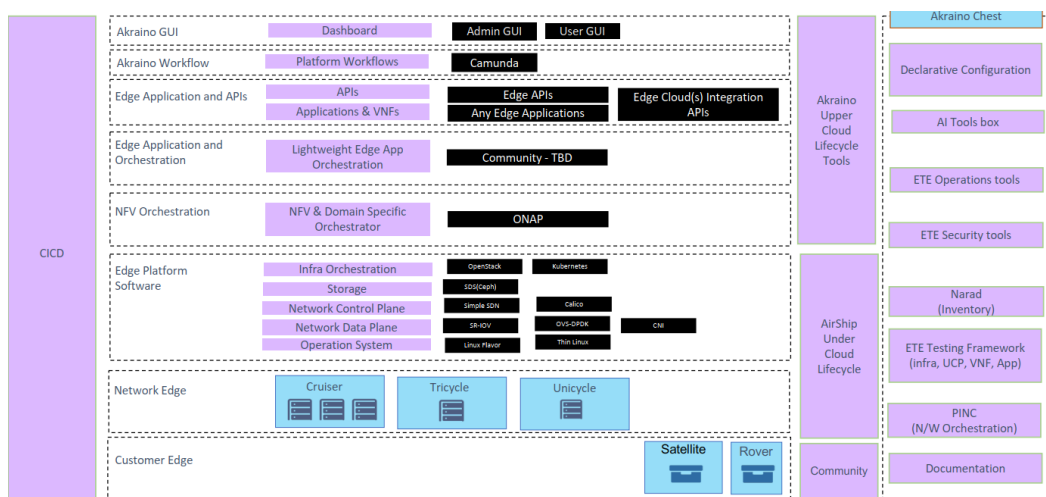 CICD
Akraino GUI
Dashboard
Admin GUI
User GUI
Akraino Workflow
Platform Workflows
Camunda
Edge Application and APIs
APIs
Applications & VNFs
Edge APIs
Any Edge Applications
Edge Cloud(s) Integration
APIs
Edge Application and
Orchestration
Lightweight Edge App
Orchestration
Community - TBD
NFV Orchestration
NFV & Domain Specific
Orchestrator
ONAP
Edge Platform
Software
Infra Orchestration
OpenStack
Kubernetes
Storage
SDS(Ceph)
Network Control Plane
Simple SDN
Calico
Network Data Plane
SR-IOV
OVS-DPDK
CNI
Operation System
Linux Flavor
Thin Linux
Network Edge
Cruiser
Tricycle
Unicycle
Customer Edge
Satellite
Rover
Akraino
Upper
Cloud
Lifecycle
Tools
AirShip
Under
Cloud
Lifecycle
Community
Akraino Chest
Declarative Configuration
AI Tools box
ETE Operations tools
ETE Security tools
Narad
(Inventory)
ETE Testing Framework
(infra, UCP, VNF, App)
PINC
(N/W Orchestration)
Documentation